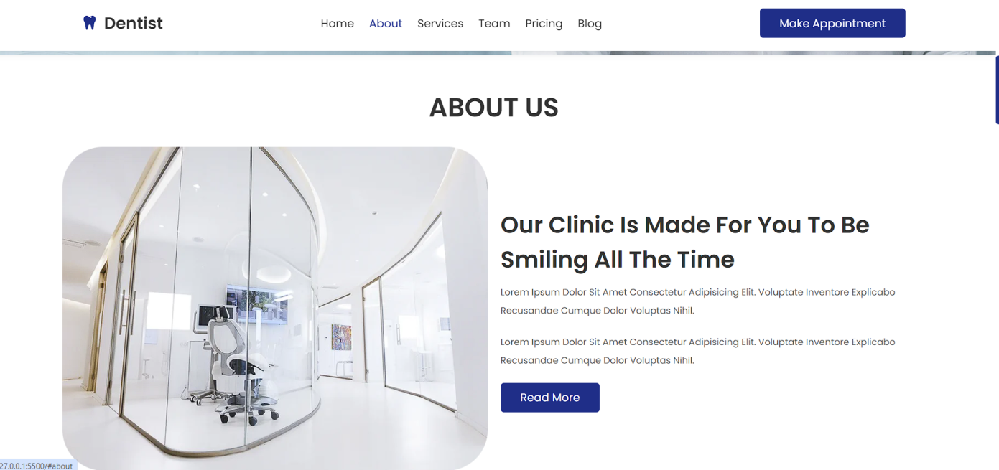 Dentist
Home About Services Team Pricing Blog
Make Appointment
ABOUT US
Our Clinic Is Made For You To Be
Smiling All The Time
Lorem Ipsum Dolor Sit Amet Consectetur Adipisicing Elit. Voluptate Inventore Explicabo
Recusandae Cumque Dolor Voluptas Nihil.
Lorem Ipsum Dolor Sit Amet Consectetur Adipisicing Elit. Voluptate Inventore Explicabo
Recusandae Cumque Dolor Voluptas Nihil.
Read More
27.0.0.1:5500/#about